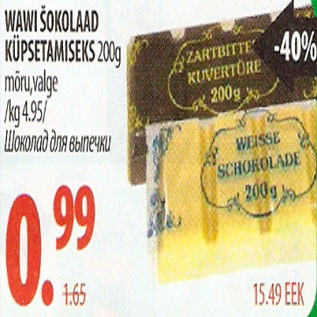 WAWI ŠOKOLAAD
KÜPSETAMISEKS 200g
mõru,valge
/kg 4.95/
Шоколад для выпечки
-40%
ZARTBITTER
KUVERTÜRE
200g
WEISSE
SCHOKOLADE
200g
0.99
1.65
15.49 EEK